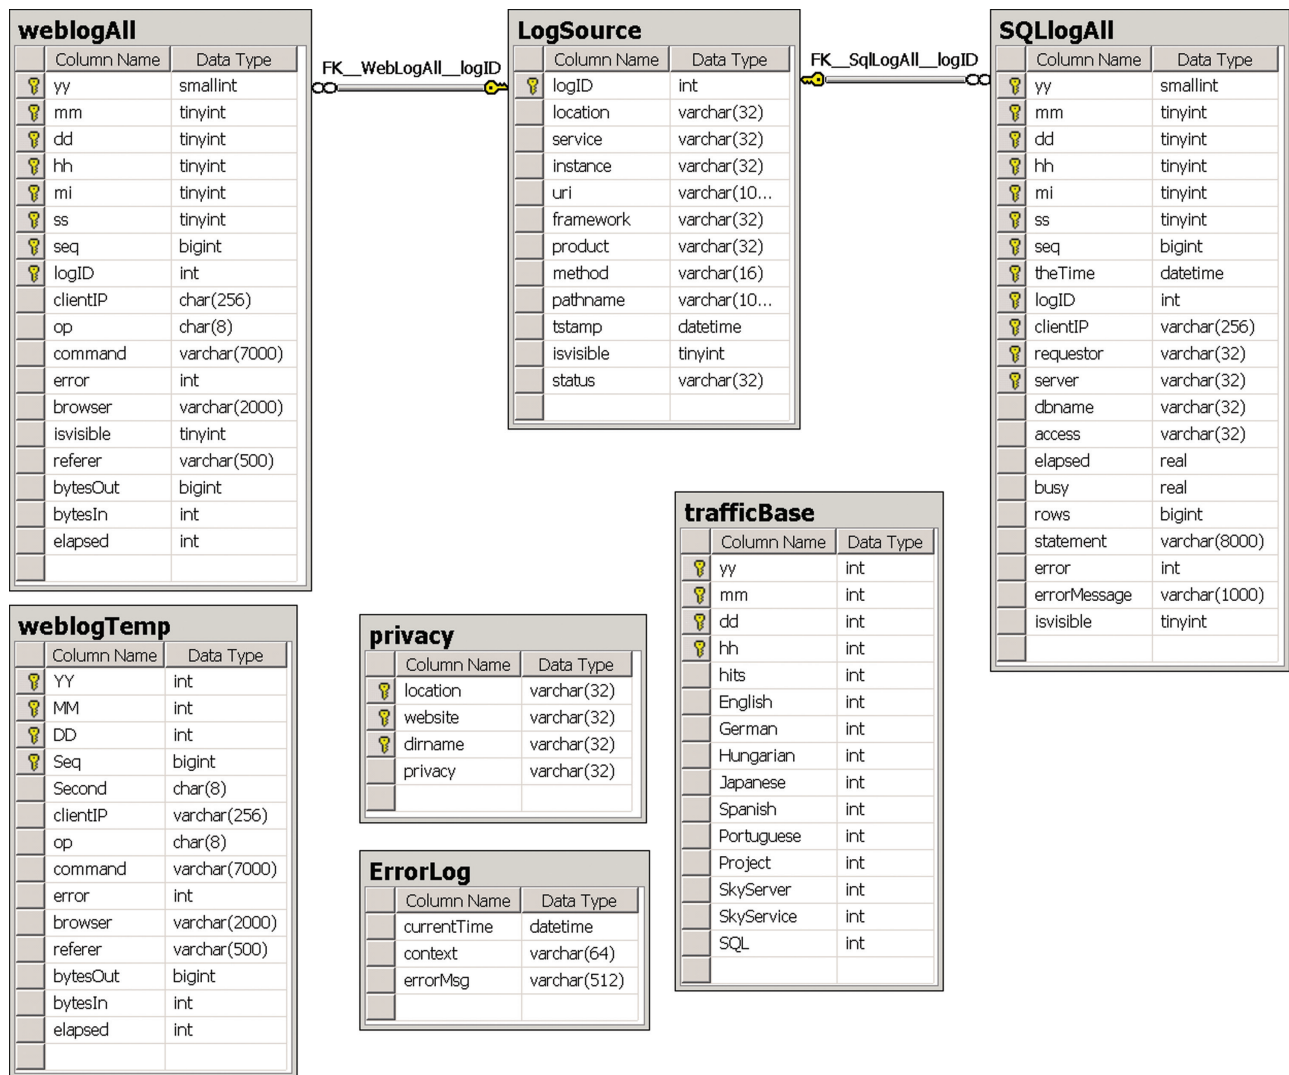 weblogAll
Column Name Data Type
yy smallint
mm tinyint
dd tinyint
hh tinyint
mi tinyint
ss tinyint
seq bigint
logID int
clientIP char(256)
op char(8)
command varchar(7000)
error int
browser varchar(2000)
isvisible tinyint
referer varchar(500)
bytesOut bigint
bytesIn int
elapsed int
FK__WebLogAll__logID
LogSource
Column Name Data Type
logID int
location varchar(32)
service varchar(32)
instance varchar(32)
uri varchar(10...
framework varchar(32)
product varchar(32)
method varchar(16)
pathname varchar(10...
tstamp datetime
isvisible tinyint
status varchar(32)
FK__SqlLogAll__logID
SQLlogAll
Column Name Data Type
yy smallint
mm tinyint
dd tinyint
hh tinyint
mi tinyint
ss tinyint
seq bigint
theTime datetime
logID int
clientIP varchar(256)
requestor varchar(32)
server varchar(32)
dbname varchar(32)
access varchar(32)
elapsed real
busy real
rows bigint
statement varchar(8000)
error int
errorMessage varchar(1000)
isvisible tinyint
weblogTemp
Column Name Data Type
YY int
MM int
DD int
Seq bigint
Second char(8)
clientIP varchar(256)
op char(8)
command varchar(7000)
error int
browser varchar(2000)
referer varchar(500)
bytesOut bigint
bytesIn int
elapsed int
privacy
Column Name Data Type
location varchar(32)
website varchar(32)
dirname varchar(32)
privacy varchar(32)
ErrorLog
Column Name Data Type
currentTime datetime
context varchar(64)
errorMsg varchar(512)
trafficBase
Column Name Data Type
yy int
mm int
dd int
hh int
hits int
English int
German int
Hungarian int
Japanese int
Spanish int
Portuguese int
Project int
SkyServer int
SkyService int
SQL int